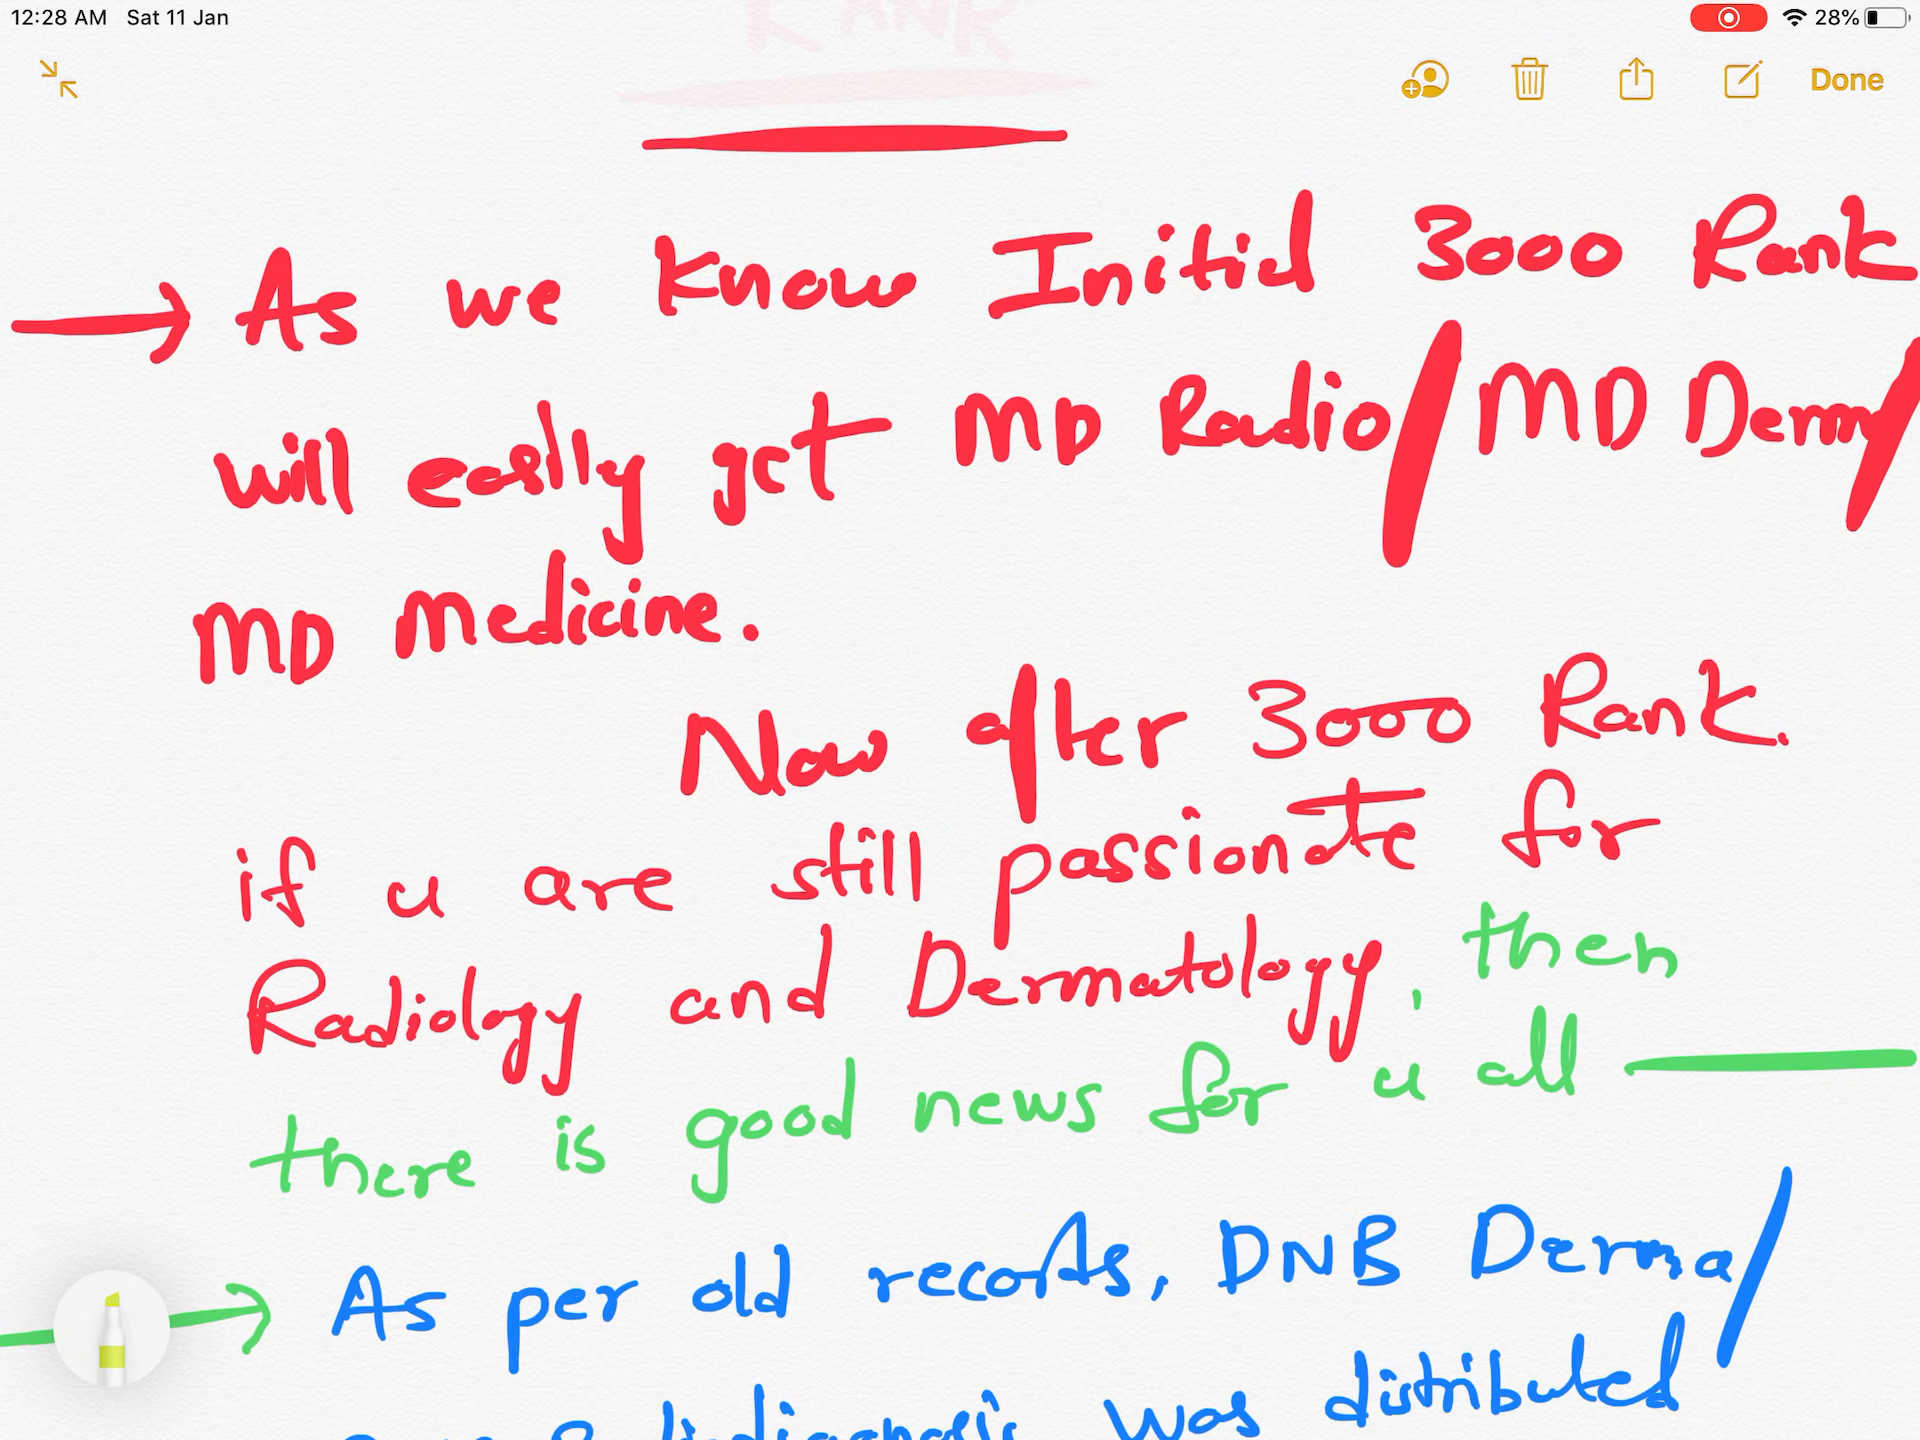 12:28 AM Sat 11 Jan
28%
RANK
Done
→ As we know Initial 3000 Rank
will easily get MD Radio/MD Derm/
MD Medicine.
Now after 3000 Rank.
if u are still passionate for
Radiology and Dermatology, then
there is good news for u all —
→ As per old records, DNB Derma/
was distributed